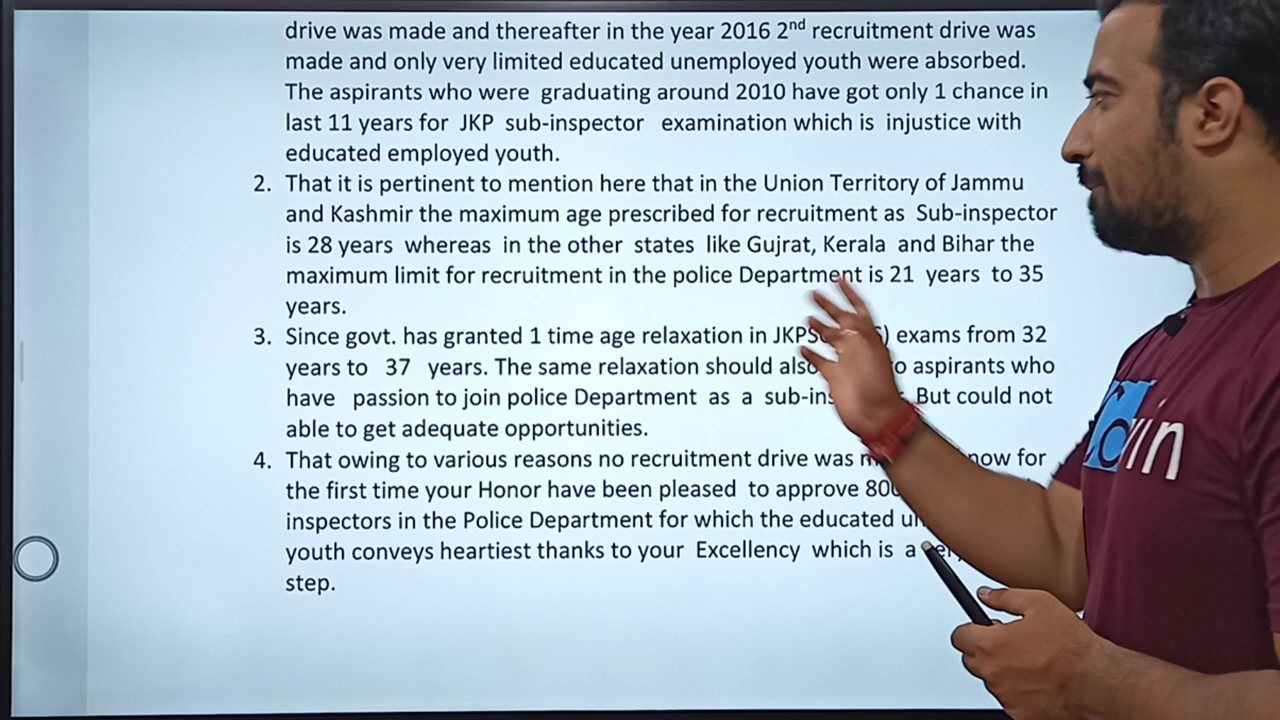 drive was made and thereafter in the year 2016 2nd recruitment drive was
made and only very limited educated unemployed youth were absorbed.
The aspirants who were graduating around 2010 have got only 1 chance in
last 11 years for JKP sub-inspector examination which is injustice with
educated employed youth.
2. That it is pertinent to mention here that in the Union Territory of Jammu
and Kashmir the maximum age prescribed for recruitment as Sub-inspector
is 28 years whereas in the other states like Gujrat, Kerala and Bihar the
maximum limit for recruitment in the police Department is 21 years to 35
years.
3. Since govt. has granted 1 time age relaxation in exams from 32
years to 37 years. The same relaxation should aspirants who
have passion to join police Department as a But could not
able to get adequate opportunities.
4. That owing to various reasons no recruitment drive was now for
the first time your Honor have been pleased to approve
inspectors in the Police Department for which the educated
youth conveys heartiest thanks to your Excellency which is a
step.